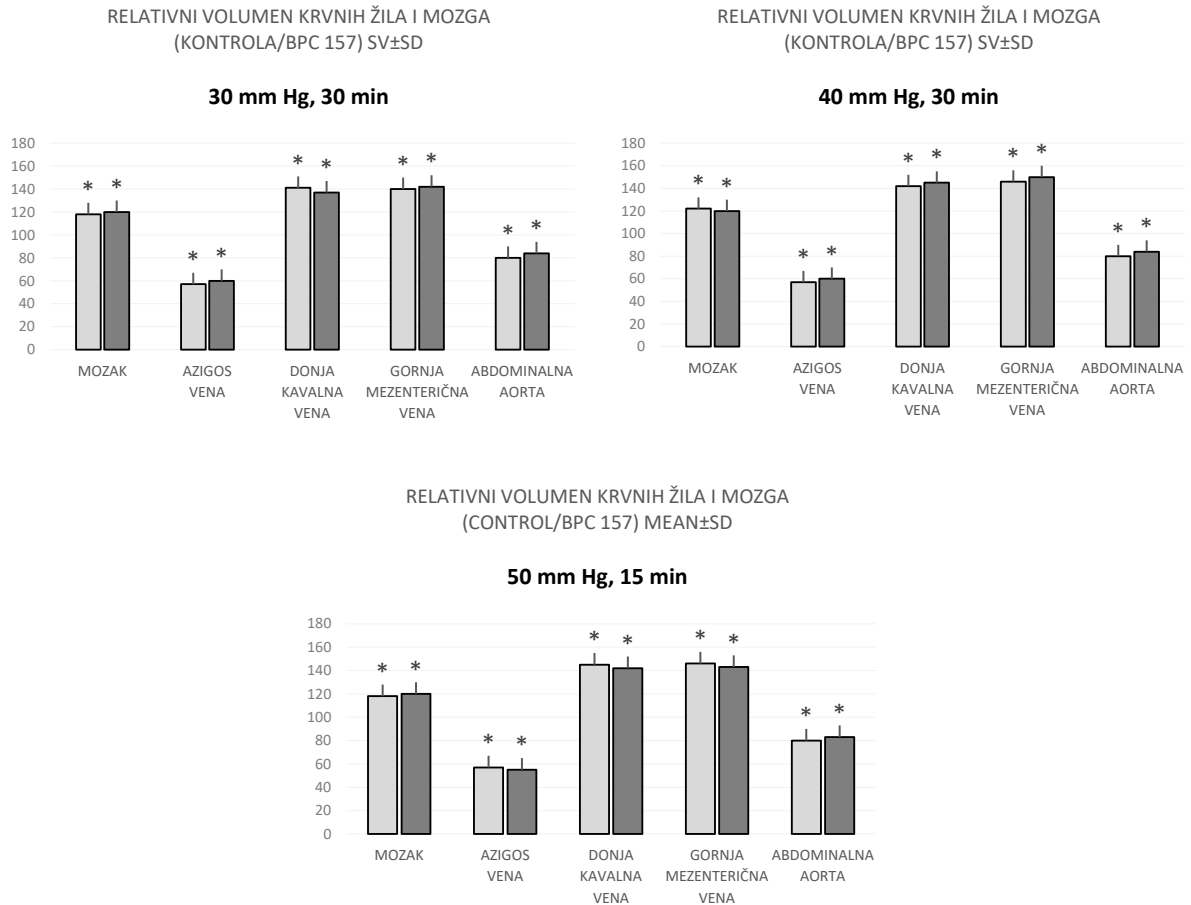 RELATIVNI VOLUMEN KRVNIH ŽILA I MOZGA
(KONTROLA/BPC 157) SV±SD
30 mm Hg, 30 min
180
160
140
120
100
80
60
40
20
0
* * * * * * * * * *
MOZAK
AZIGOS
VENA
DONJA
KAVALNA
VENA
GORNJA
MEZENTERIČNA
VENA
ABDOMINALNA
AORTA
RELATIVNI VOLUMEN KRVNIH ŽILA I MOZGA
(KONTROLA/BPC 157) SV±SD
40 mm Hg, 30 min
180
160
140
120
100
80
60
40
20
0
* * * * * * * * * *
MOZAK
AZIGOS
VENA
DONJA
KAVALNA
VENA
GORNJA
MEZENTERIČNA
VENA
ABDOMINALNA
AORTA
RELATIVNI VOLUMEN KRVNIH ŽILA I MOZGA
(CONTROL/BPC 157) MEAN±SD
50 mm Hg, 15 min
180
160
140
120
100
80
60
40
20
0
* * * * * * * * * *
MOZAK
AZIGOS
VENA
DONJA
KAVALNA
VENA
GORNJA
MEZENTERIČNA
VENA
ABDOMINALNA
AORTA